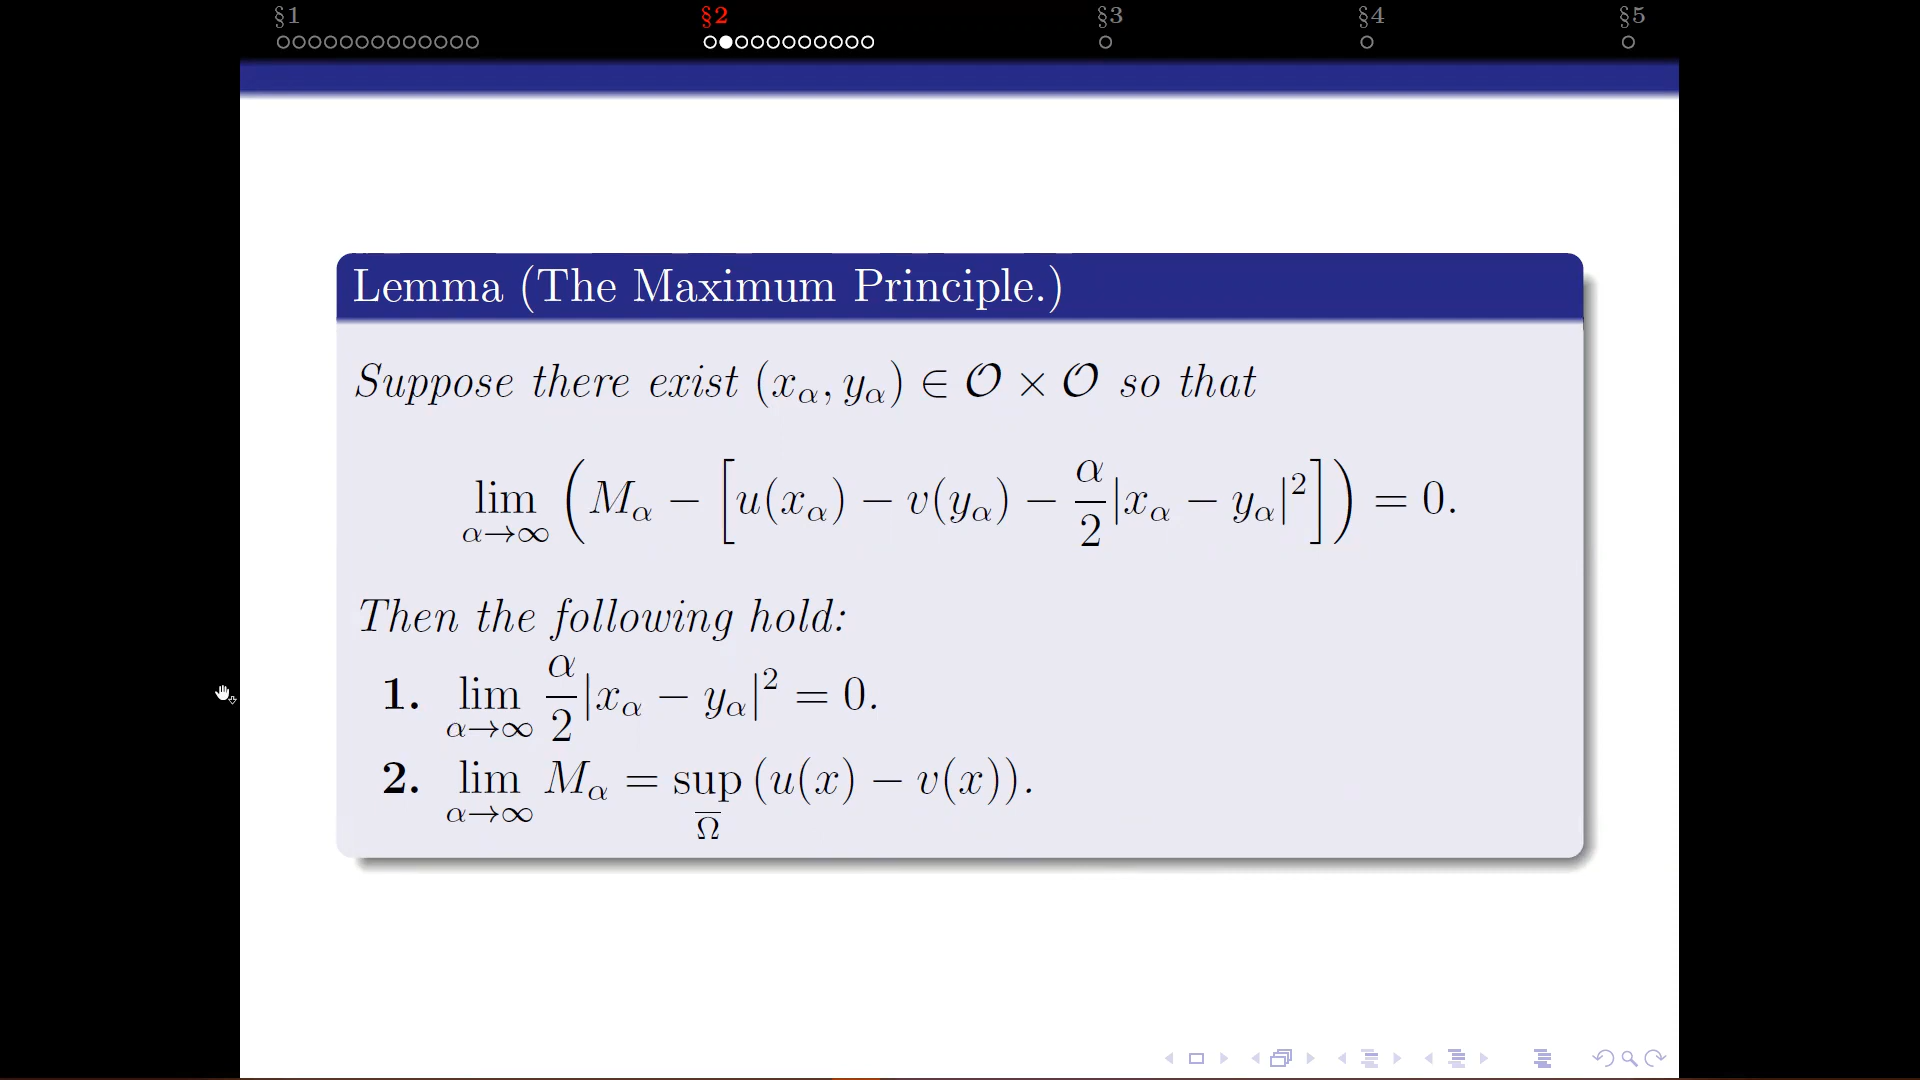 §1 §2 §3 §4 §5
Lemma (The Maximum Principle.)
Suppose there exist (x_α, y_α) ∈ 𝒪 × 𝒪 so that
lim_{α→∞} (M_α − [u(x_α) − v(y_α) − α/2 |x_α − y_α|²]) = 0.
Then the following hold:
1. lim_{α→∞} α/2 |x_α − y_α|² = 0.
2. lim_{α→∞} M_α = sup_{Ω̅} (u(x) − v(x)).